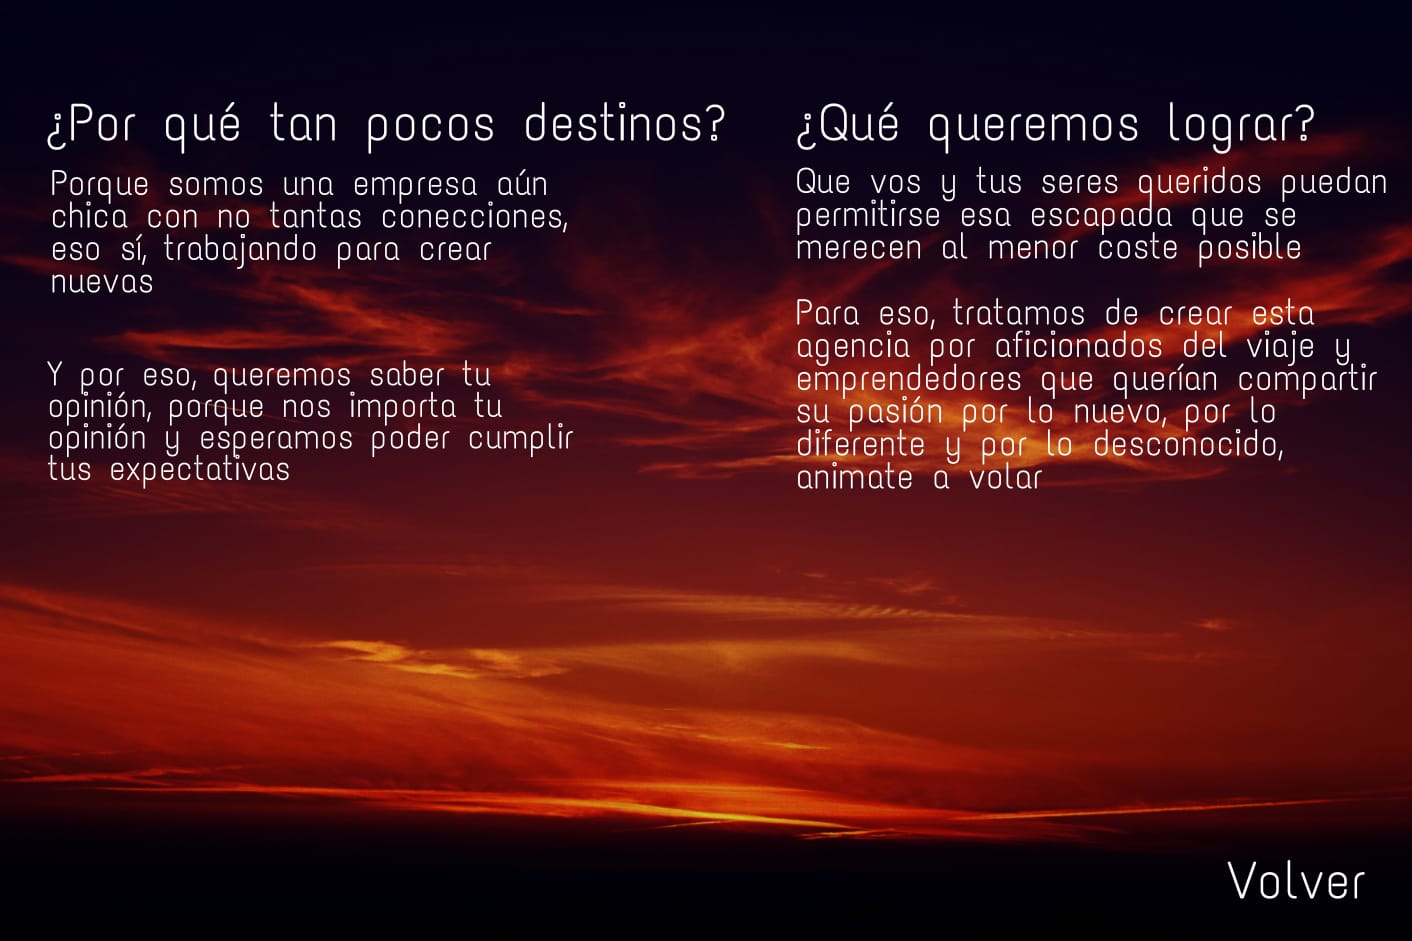 ¿Por qué tan pocos destinos?
Porque somos una empresa aún
chica con no tantas conecciones,
eso sí, trabajando para crear
nuevas
Y por eso, queremos saber tu
opinión, porque nos importa tu
opinión y esperamos poder cumplir
tus expectativas
¿Qué queremos lograr?
Que vos y tus seres queridos puedan
permitirse esa escapada que se
merecen al menor coste posible
Para eso, tratamos de crear esta
agencia por aficionados del viaje y
emprendedores que querían compartir
su pasión por lo nuevo, por lo
diferente y por lo desconocido,
animate a volar
Volver